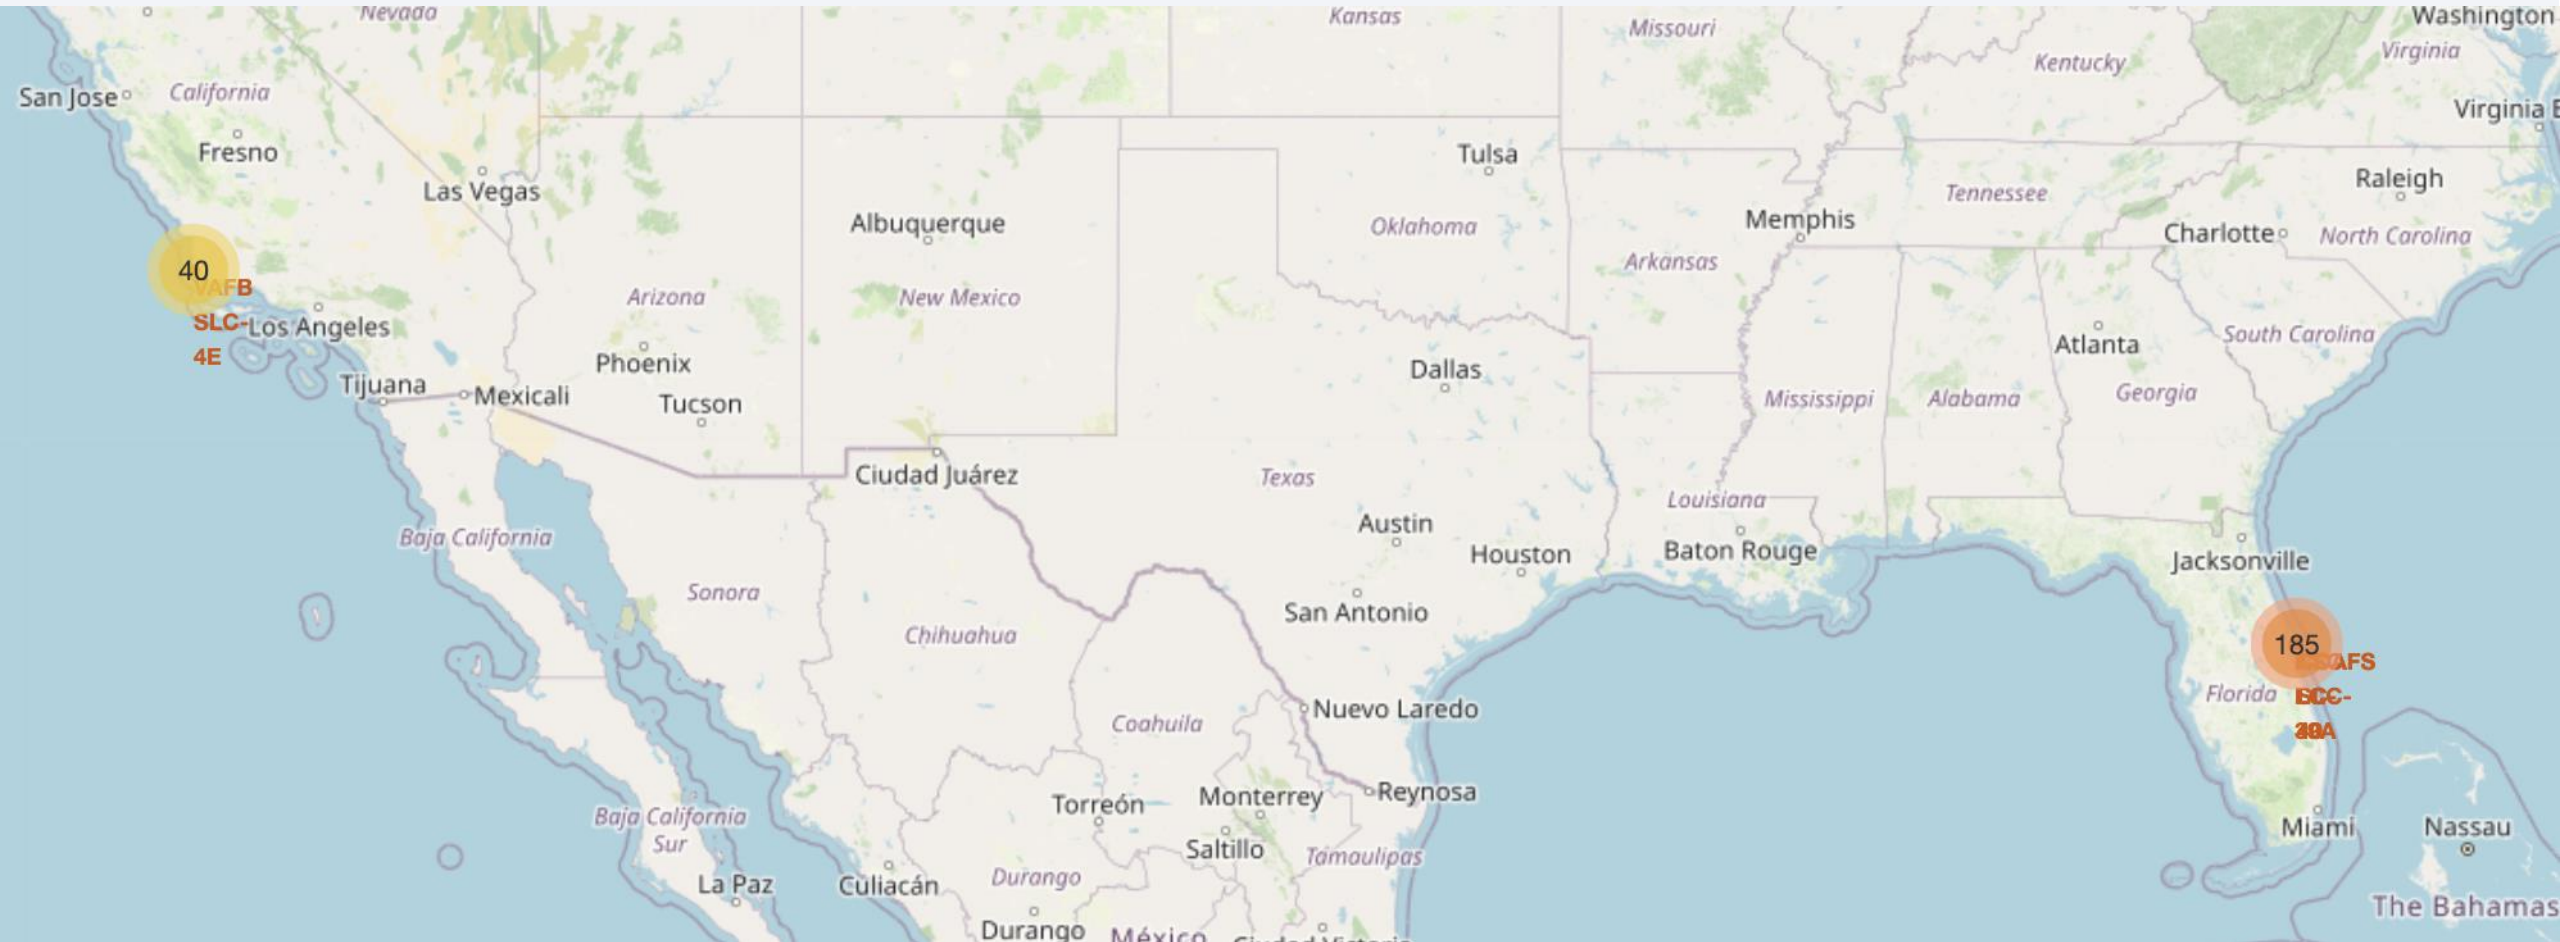 Nevada
Kansas
Missouri
Washington
Virginia
Kentucky
San Jose
California
Virginia
Fresno
Las Vegas
Tulsa
Tennessee
Raleigh
Albuquerque
Oklahoma
Memphis
Charlotte
North Carolina
40
VAFB
SLC-
4E
Los Angeles
Arizona
New Mexico
Arkansas
Phoenix
Dallas
Atlanta
South Carolina
Tijuana
Mexicali
Tucson
Mississippi
Alabama
Georgia
Ciudad Juárez
Texas
Louisiana
Austin
Baja California
Houston
Baton Rouge
Jacksonville
Sonora
San Antonio
Chihuahua
185
Florida
Coahuila
Nuevo Laredo
Reynosa
Baja California
Sur
Torreón
Monterrey
Saltillo
Tamaulipas
Miami
Nassau
La Paz
Culiacán
Durango
The Bahamas
Durango
México